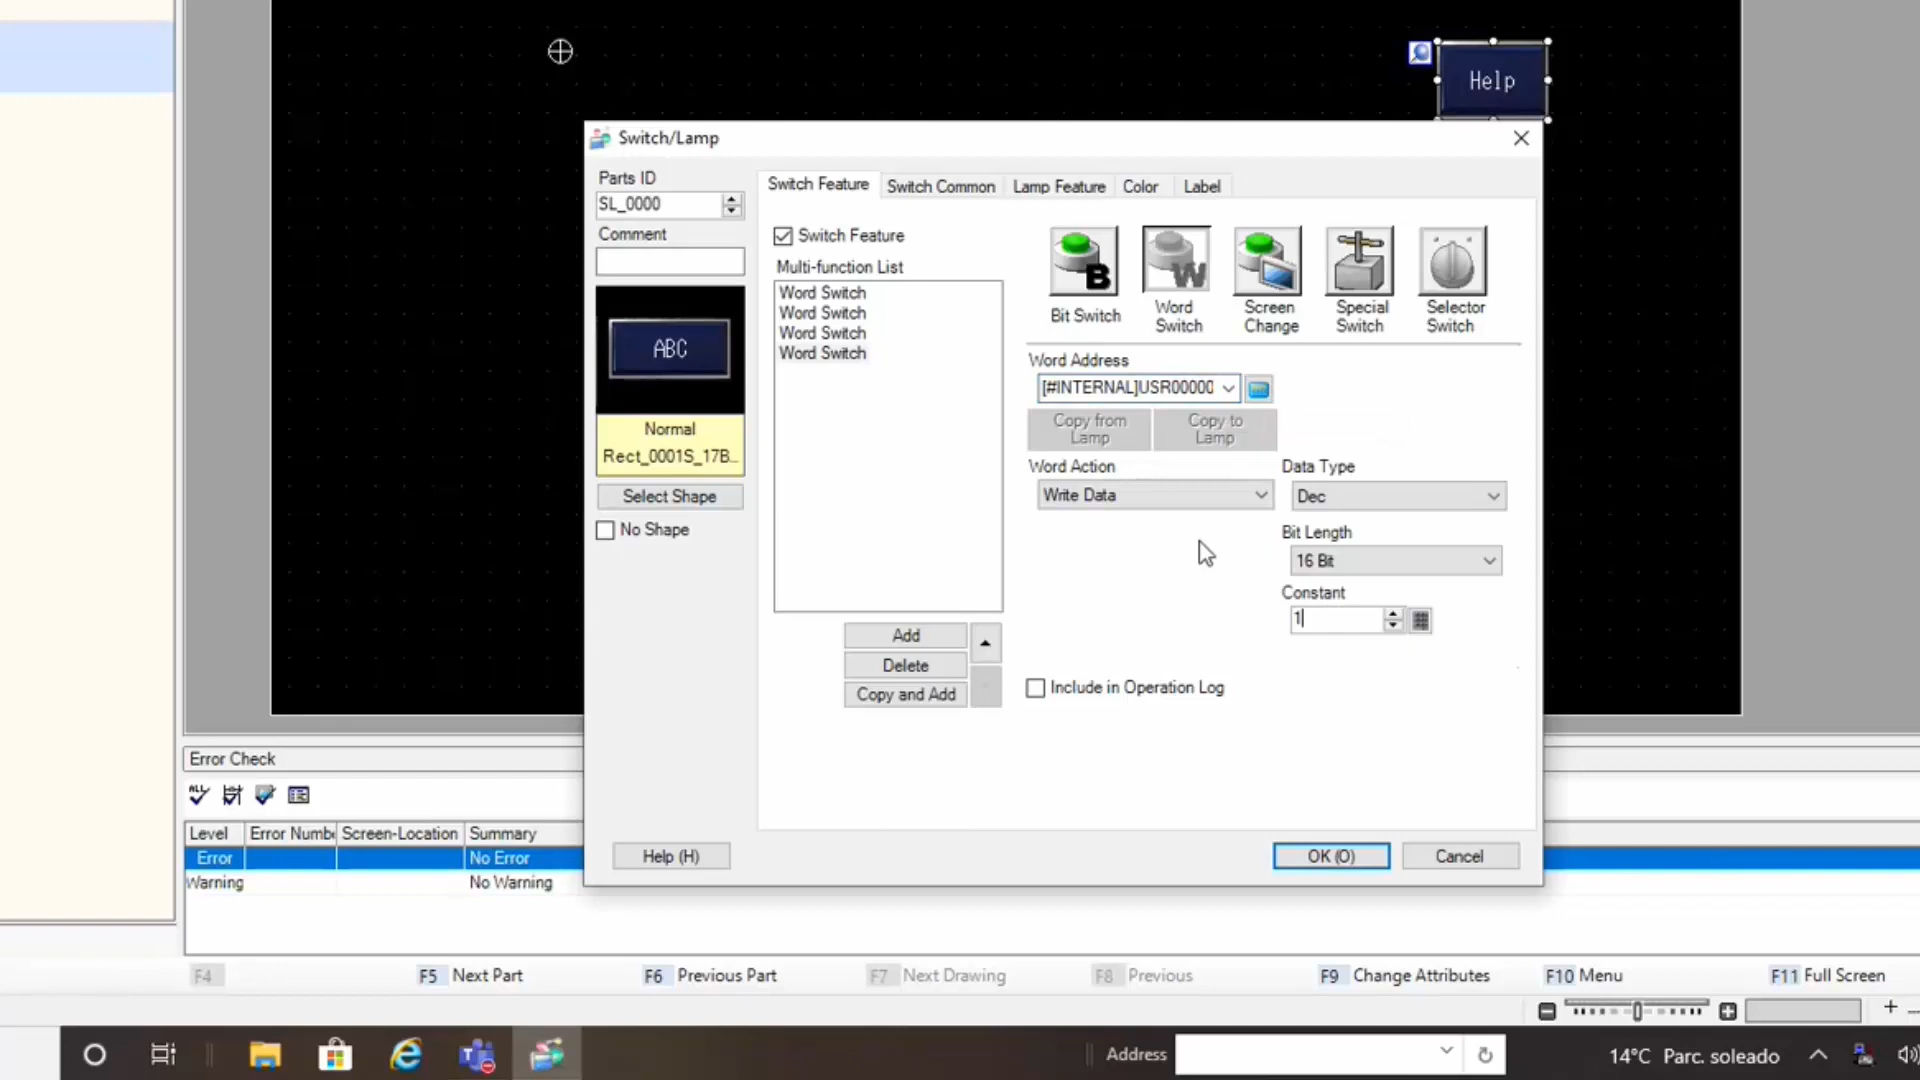 Help
Switch/Lamp
Parts ID
SL_0000
Comment
ABC
Normal
Rect_0001S_17B...
Select Shape
No Shape
Switch Feature
Switch Common
Lamp Feature
Color
Label
Switch Feature
Multi-function List
Word Switch
Word Switch
Word Switch
Word Switch
Add
Delete
Copy and Add
B
Bit Switch
W
Word
Switch
Screen
Change
Special
Switch
Selector
Switch
Word Address
[#INTERNAL]USR00000
Copy from
Lamp
Copy to
Lamp
Word Action
Write Data
Data Type
Dec
Bit Length
16 Bit
Constant
1
Include in Operation Log
Help (H)
OK (O)
Cancel
Error Check
Level
Error Numb
Screen-Location
Summary
Error
No Error
Warning
No Warning
F4
F5 Next Part
F6 Previous Part
F7 Next Drawing
F8 Previous
F9 Change Attributes
F10 Menu
F11 Full Screen
Address
14°C Parc. soleado